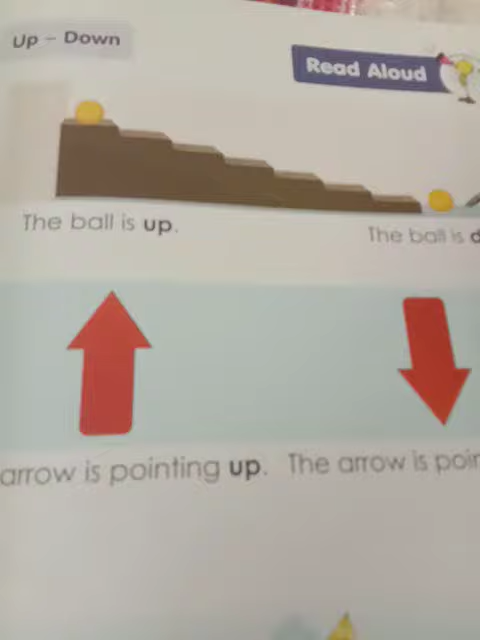 Up – Down
Read Aloud
The ball is up.
The ball is
arrow is pointing up. The arrow is